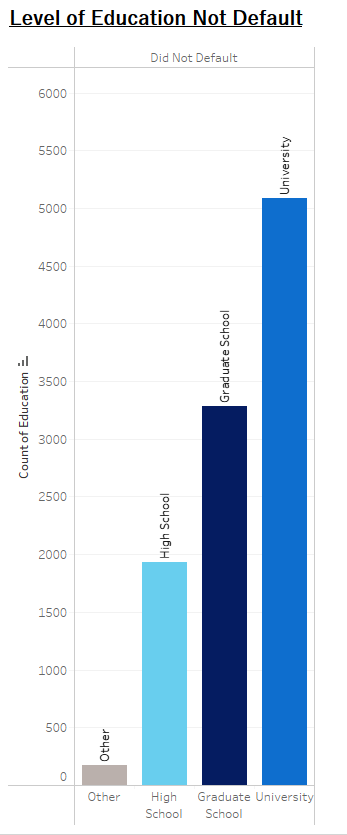 Level of Education Not Default
Did Not Default
6000
5500
5000
4500
4000
3500
3000
2500
2000
1500
1000
500
0
Count of Education
University
Graduate School
High School
Other
Other
High
School
Graduate
School
University